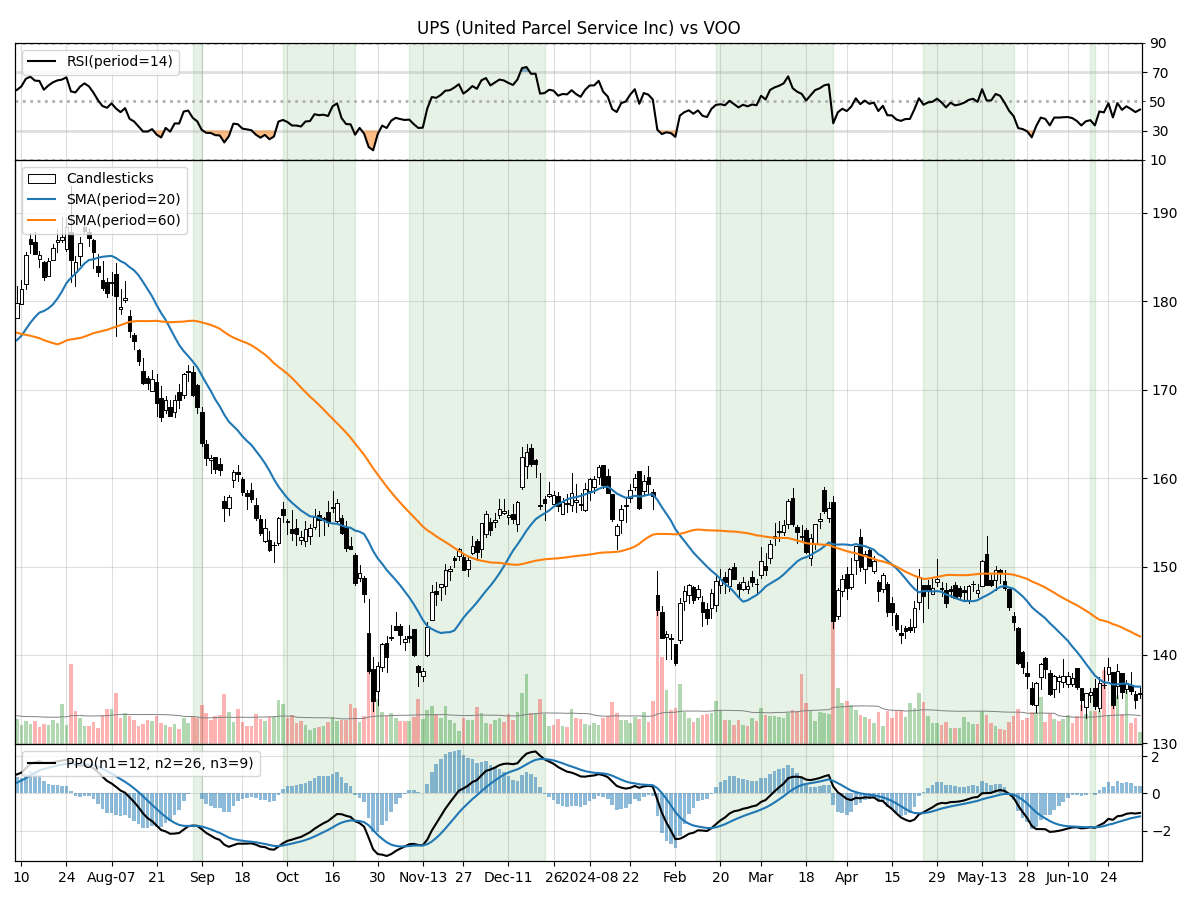 UPS (United Parcel Service Inc) vs VOO
RSI(period=14)
90
70
50
30
10
Candlesticks
SMA(period=20)
SMA(period=60)
190
180
170
160
150
140
130
PPO(n1=12, n2=26, n3=9)
2
0
−2
10 24 Aug-07 21 Sep 18 Oct 16 30 Nov-13 27 Dec-11 26 2024-08 22 Feb 20 Mar 18 Apr 15 29 May-13 28 Jun-10 24